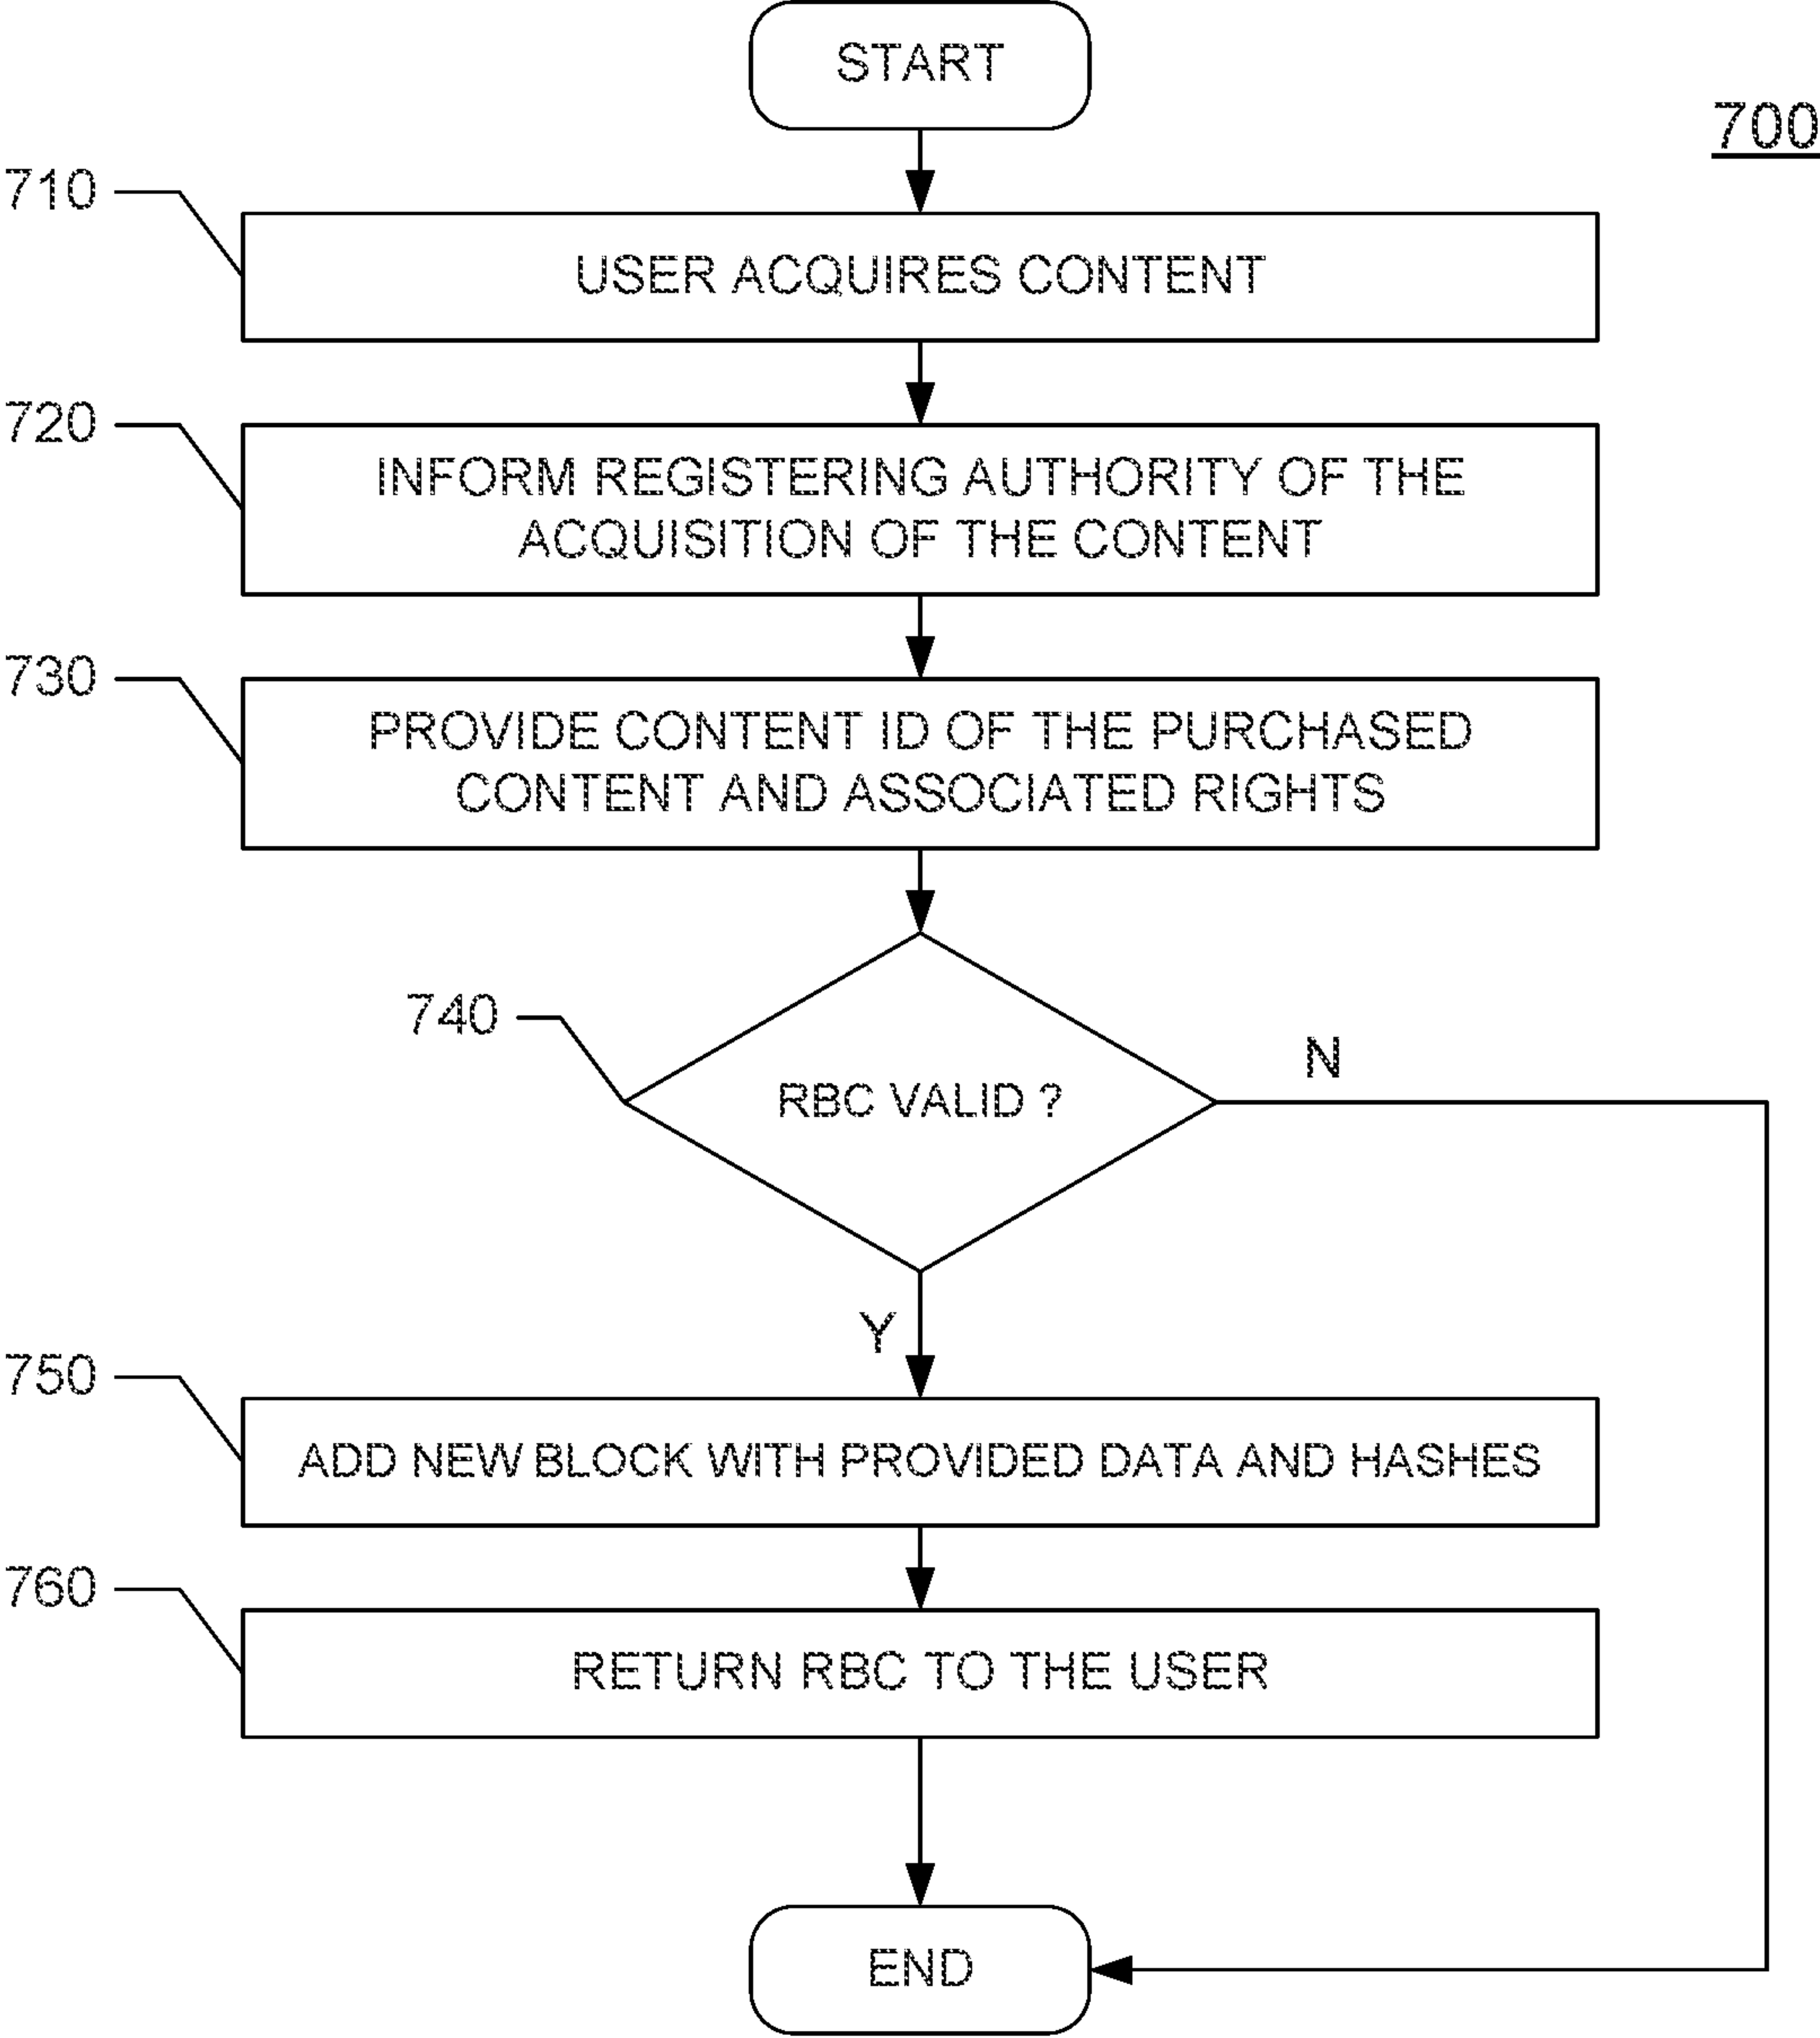 START
700
710
USER ACQUIRES CONTENT
720
INFORM REGISTERING AUTHORITY OF THE
ACQUISITION OF THE CONTENT
730
PROVIDE CONTENT ID OF THE PURCHASED
CONTENT AND ASSOCIATED RIGHTS
740
RBC VALID ?
N
Y
750
ADD NEW BLOCK WITH PROVIDED DATA AND HASHES
760
RETURN RBC TO THE USER
END